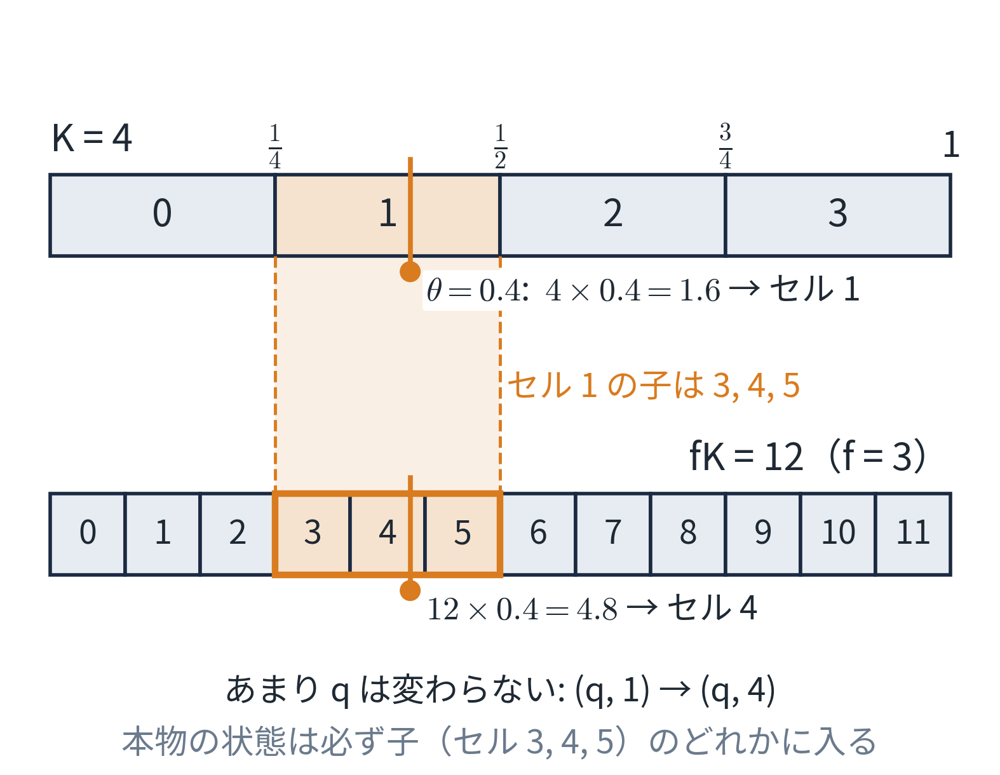 K = 4 1/4 1/2 3/4 1
0 1 2 3
θ = 0.4: 4 × 0.4 = 1.6 → セル 1
セル 1 の子は 3, 4, 5
fK = 12（f = 3）
0 1 2 3 4 5 6 7 8 9 10 11
12 × 0.4 = 4.8 → セル 4
あまり q は変わらない: (q, 1) → (q, 4)
本物の状態は必ず子（セル 3, 4, 5）のどれかに入る